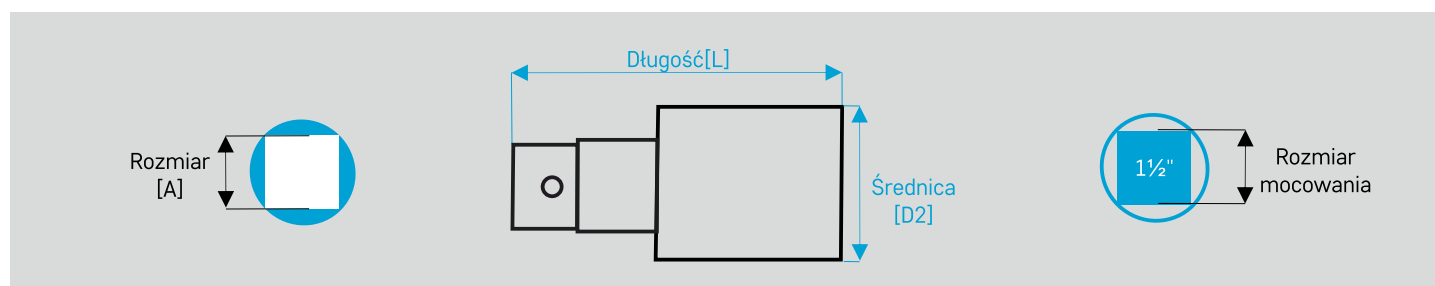 Długość[L]
Rozmiar
[A]
Średnica
[D2]
1½"
Rozmiar
mocowania